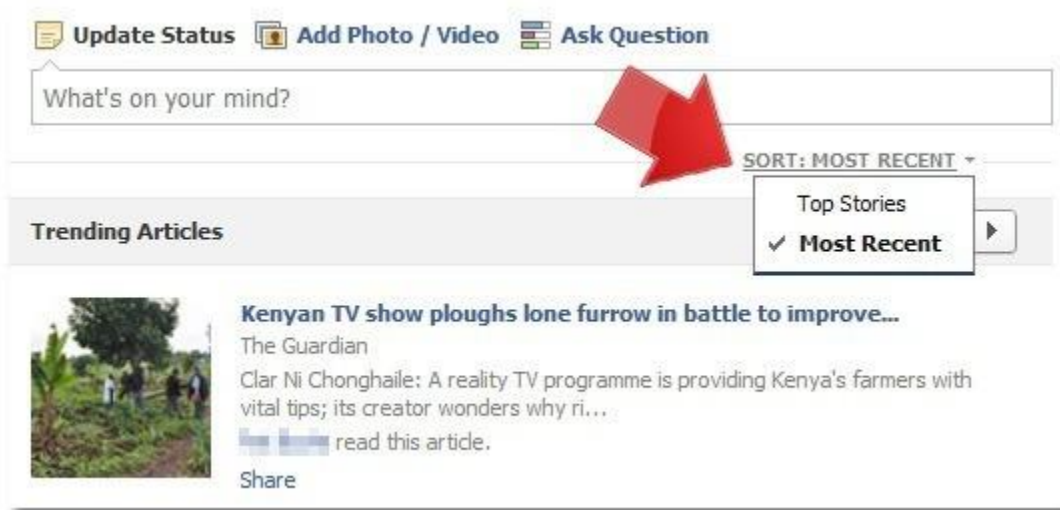 Update Status Add Photo / Video Ask Question
What's on your mind?
SORT: MOST RECENT
Top Stories
Most Recent
Trending Articles
Kenyan TV show ploughs lone furrow in battle to improve...
The Guardian
Clar Ni Chonghaile: A reality TV programme is providing Kenya's farmers with
vital tips; its creator wonders why ri...
read this article.
Share